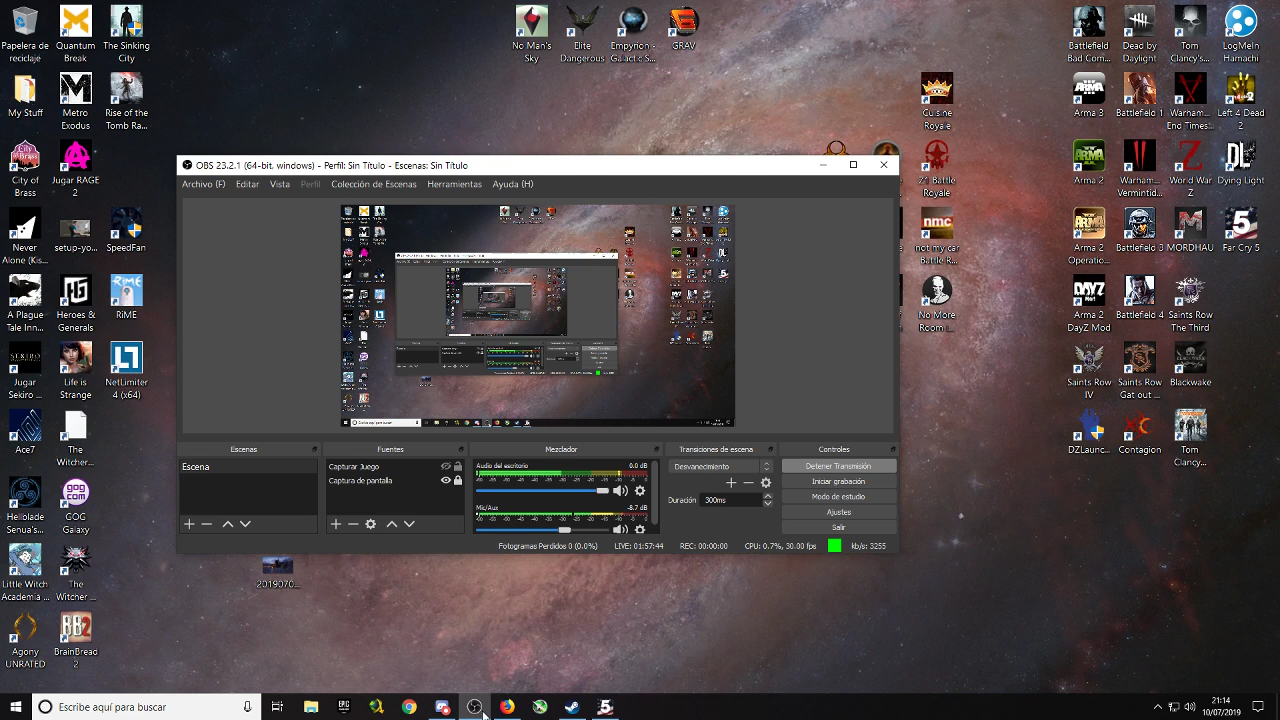 Papelera de
reciclaje
Quantum
Break
The Sinking
City
My Stuff
Metro
Exodus
Rise of the
Tomb Ra...
City of
Brass
Jugar RAGE
2
Never
Alone (Kis...
setup-yo...
SpeedFan
A Plague
Tale Inn...
Heroes &
Generals
RiME
Jugar
Sekiro ...
Life is
Strange
NetLimiter
4 (x64)
Ace7
The
Witcher...
Hellblade
Senua's...
GOG
Galaxy
Little Witch
Academia ...
The
Witcher ...
Agony
UNRATED
BrainBread
2
No Man's
Sky
Elite
Dangerous
Empyrion -
Galactic S...
GRAV
Cuisine
Royale
Z1 Battle
Royale
not my car
Battle R...
No More
Room ...
Battlefield
Bad Com...
Dead by
Daylight
Tom
Clancy's...
LogMeIn
Hamachi
Arma 3
Battlefield 1
Warham...
End Times...
Left 4 Dead
2
Arma 2
Warham...
Vermintid...
World War
Z
Dying Light
Arma 2
Operatio...
Battlefield 3
MORDHAU
Far Cry 5
Arma 2
DayZ Mod
Battlefield 4
Saints Row
the Third
Saints Row
IV
Saints Row
Gat out ...
Blackwake
DZLaunc...
Contagion
Tom
Clancy...
OBS 23.2.1 (64-bit, windows) - Perfil: Sin Título - Escenas: Sin Título
Archivo (F) Editar Vista Perfil Colección de Escenas Herramientas Ayuda (H)
Escenas Fuentes Mezclador Transiciones de escena Controles
Escena
Capturar Juego
Captura de pantalla
Audio del escritorio 0.0 dB
Mic/Aux -8.7 dB
Desvanecimiento
Duración 300ms
Detener Transmisión
Iniciar grabación
Modo de estudio
Ajustes
Salir
Fotogramas Perdidos 0 (0.0%) LIVE: 01:57:44 REC: 00:00:00 CPU: 0.7%, 30.00 fps kb/s: 3255
2019070...
Escribe aquí para buscar
21:14
10/07/2019